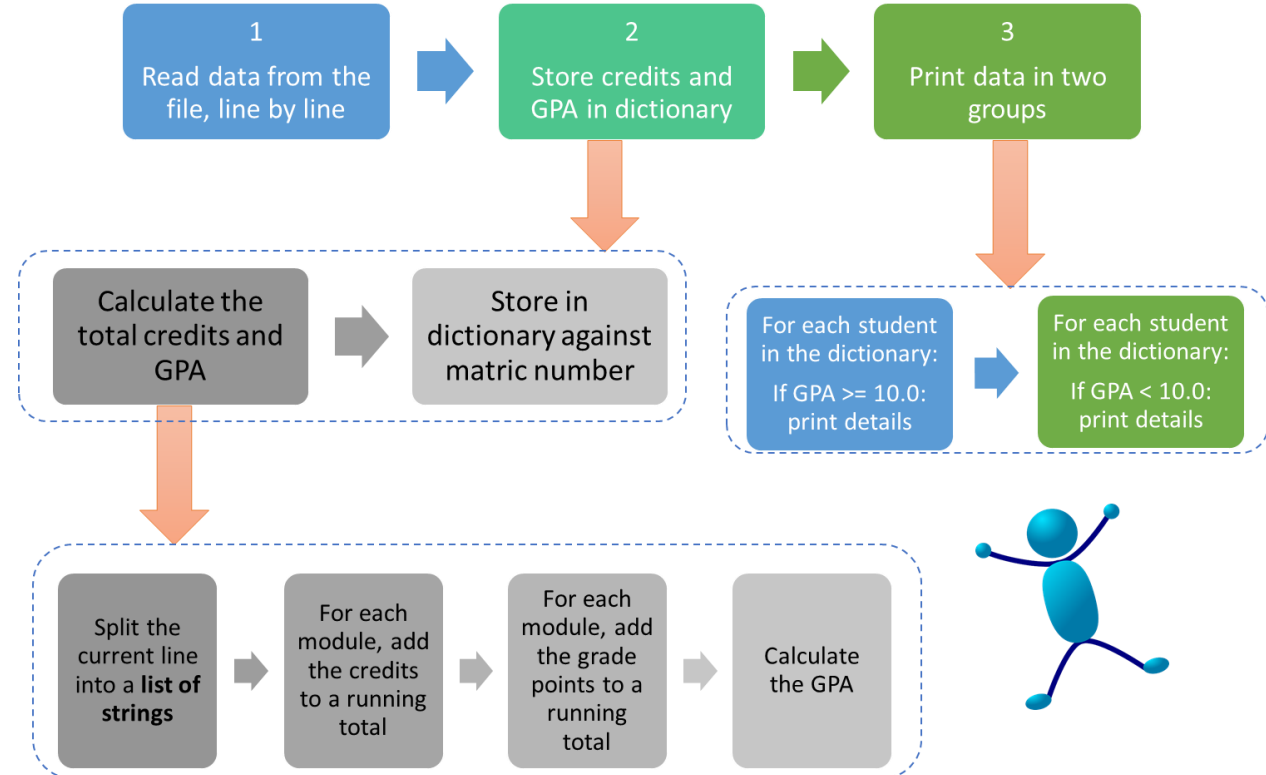 1
Read data from the
file, line by line
2
Store credits and
GPA in dictionary
3
Print data in two
groups
Calculate the
total credits and
GPA
Store in
dictionary against
matric number
For each student
in the dictionary:
If GPA >= 10.0:
print details
For each student
in the dictionary:
If GPA < 10.0:
print details
Split the
current line
into a list of
strings
For each
module, add
the credits
to a running
total
For each
module, add
the grade
points to a
running
total
Calculate
the GPA